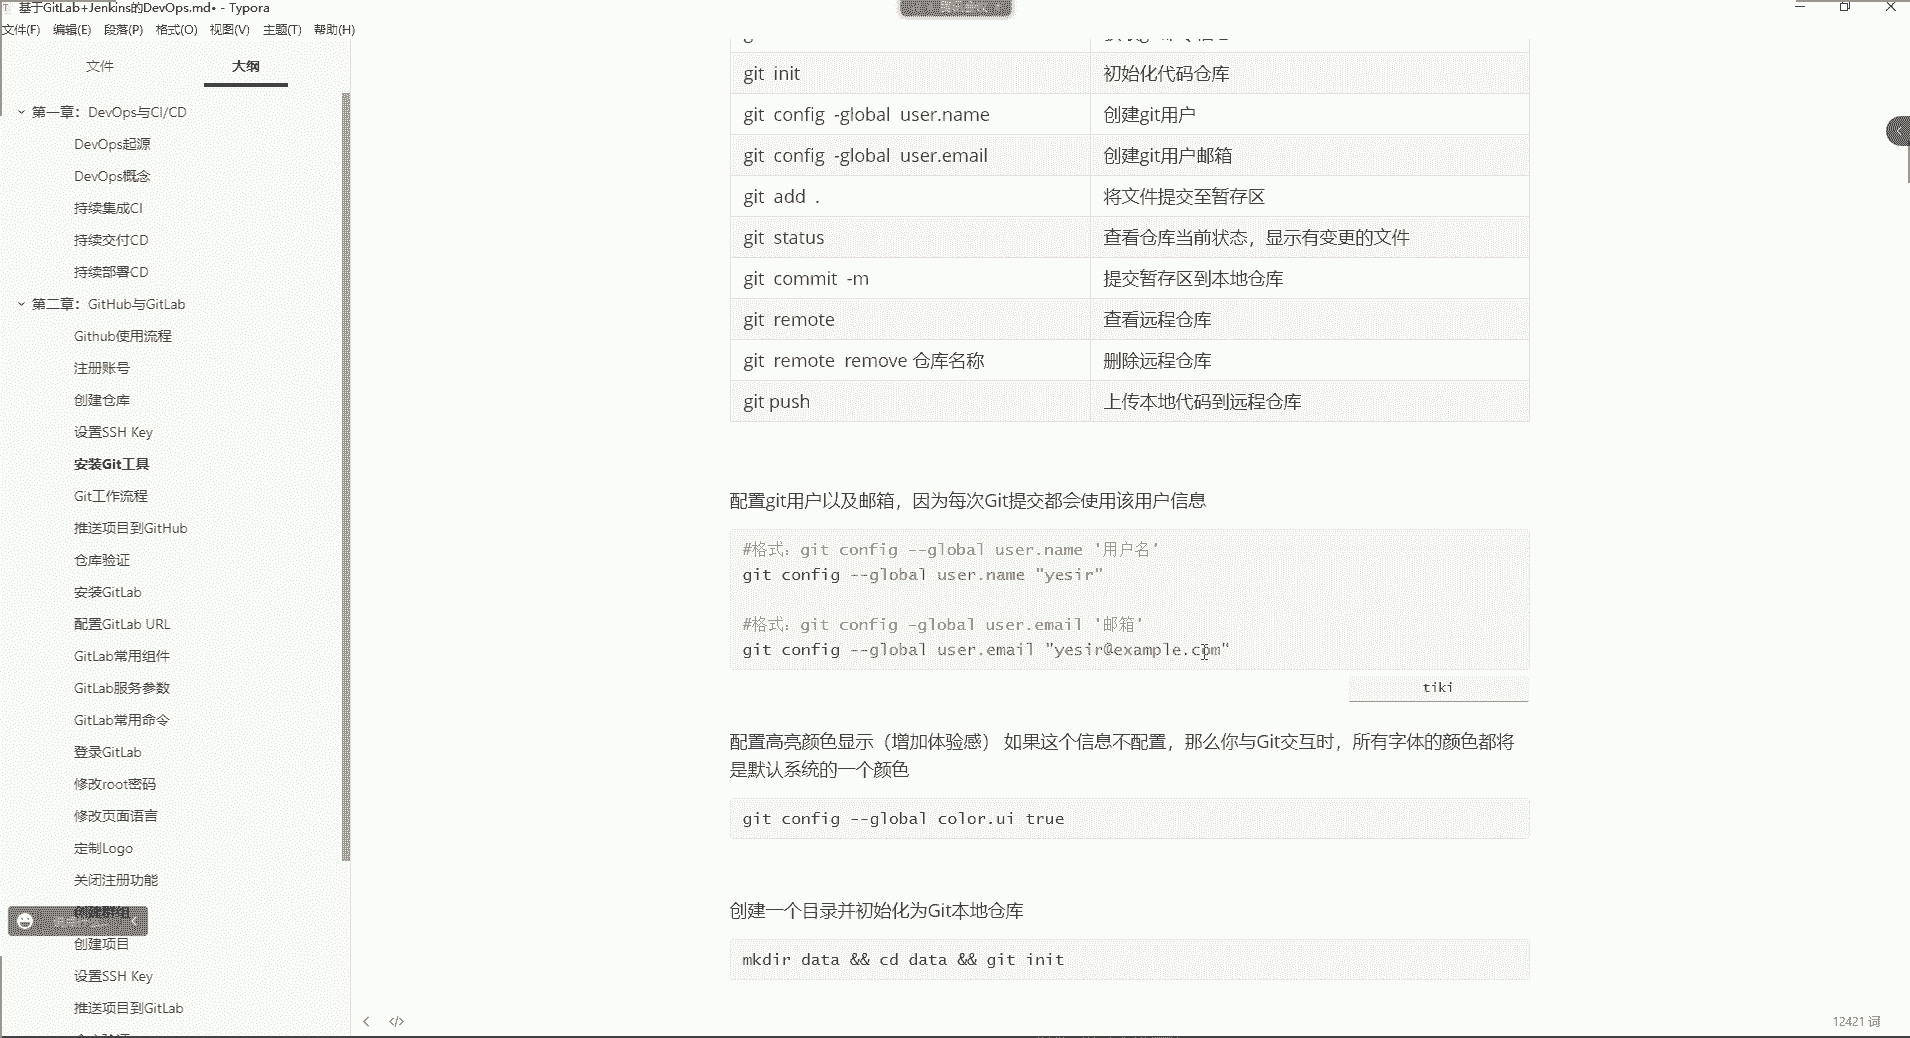 基于GitLab+Jenkins的DevOps.md• - Typora
文件(F) 编辑(E) 段落(P) 格式(O) 视图(V) 主题(T) 帮助(H)
文件 大纲
第一章：DevOps与CI/CD
DevOps起源
DevOps概念
持续集成CI
持续交付CD
持续部署CD
第二章：GitHub与GitLab
Github使用流程
注册账号
创建仓库
设置SSH Key
安装Git工具
Git工作流程
推送项目到GitHub
仓库验证
安装GitLab
配置GitLab URL
GitLab常用组件
GitLab服务参数
GitLab常用命令
登录GitLab
修改root密码
修改页面语言
定制Logo
关闭注册功能
创建群组
创建项目
设置SSH Key
推送项目到GitLab
git init 初始化代码仓库
git config -global user.name 创建git用户
git config -global user.email 创建git用户邮箱
git add . 将文件提交至暂存区
git status 查看仓库当前状态，显示有变更的文件
git commit -m 提交暂存区到本地仓库
git remote 查看远程仓库
git remote remove 仓库名称 删除远程仓库
git push 上传本地代码到远程仓库
配置git用户以及邮箱，因为每次Git提交都会使用该用户信息
#格式：git config --global user.name '用户名'
git config --global user.name "yesir"
#格式：git config –global user.email '邮箱'
git config --global user.email "yesir@example.com"
tiki
配置高亮颜色显示（增加体验感） 如果这个信息不配置，那么你与Git交互时，所有字体的颜色都将
是默认系统的一个颜色
git config --global color.ui true
创建一个目录并初始化为Git本地仓库
mkdir data && cd data && git init
12421 词